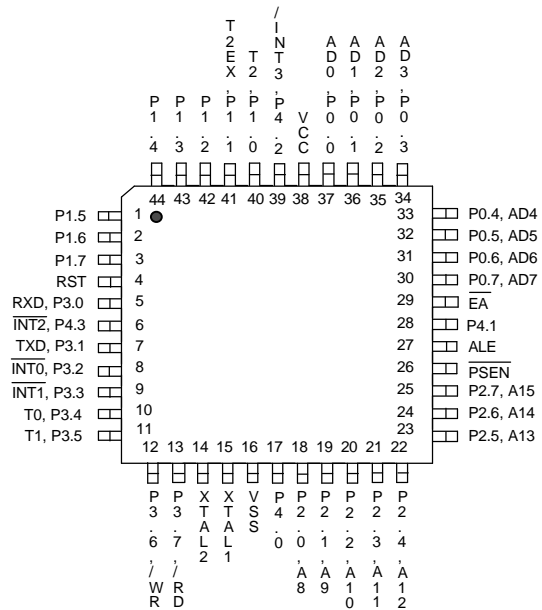 T2EX,P1.1
T2,P1.0
/INT3,P4.2
AD0,P0.0
AD1,P0.1
AD2,P0.2
AD3,P0.3
P1.4
P1.3
P1.2
VCC
44 43 42 41 40 39 38 37 36 35 34
P1.5 1
P1.6 2
P1.7 3
RST 4
RXD, P3.0 5
INT2, P4.3 6
TXD, P3.1 7
INT0, P3.2 8
INT1, P3.3 9
T0, P3.4 10
T1, P3.5 11
33 P0.4, AD4
32 P0.5, AD5
31 P0.6, AD6
30 P0.7, AD7
29 EA
28 P4.1
27 ALE
26 PSEN
25 P2.7, A15
24 P2.6, A14
23 P2.5, A13
12 13 14 15 16 17 18 19 20 21 22
P3.6,/WR
P3.7,/RD
XTAL2
XTAL1
VSS
P4.0
P2.0,A8
P2.1,A9
P2.2,A10
P2.3,A11
P2.4,A12